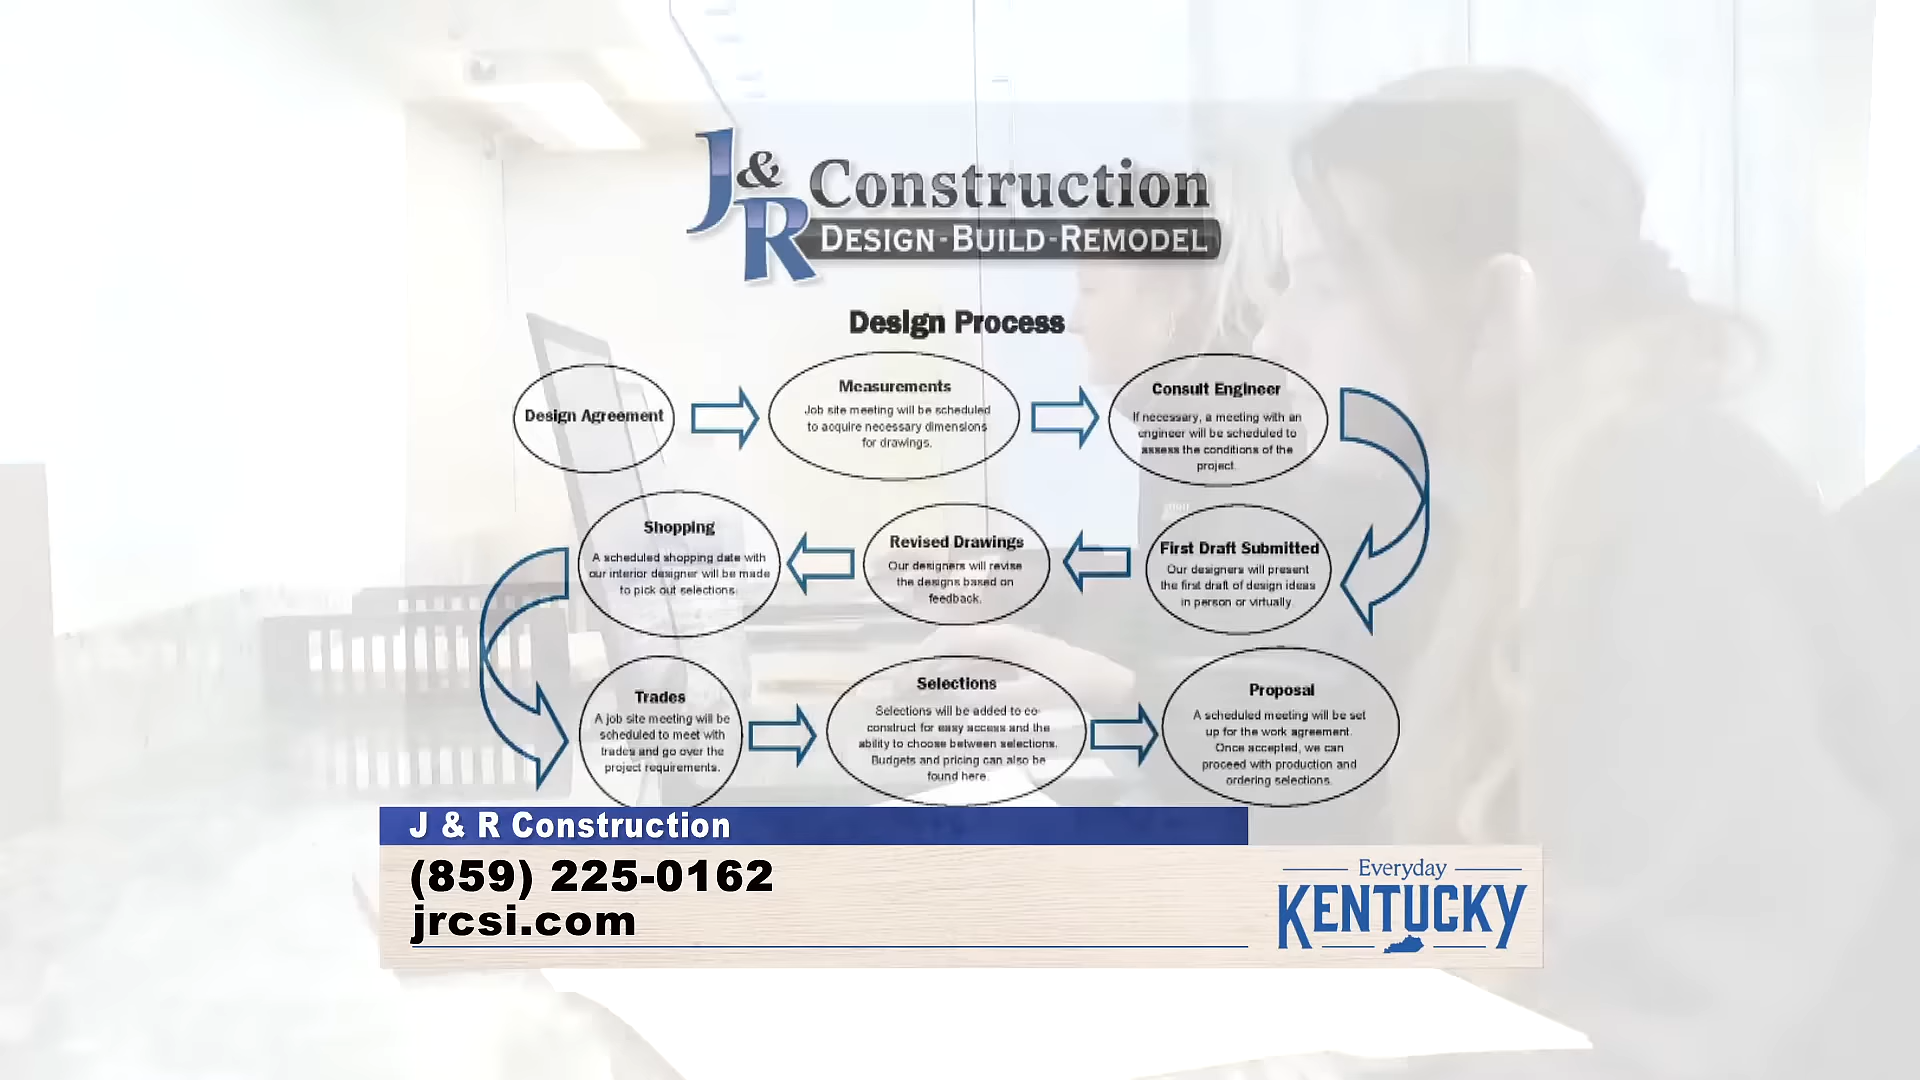 J & R Construction
DESIGN-BUILD-REMODEL
Design Process
Design Agreement
Measurements
Job site meeting will be scheduled
to acquire necessary dimensions
for drawings.
Consult Engineer
If necessary, a meeting with an
engineer will be scheduled to
assess the conditions of the
project.
First Draft Submitted
Our designers will present
the first draft of design ideas
in person or virtually.
Revised Drawings
Our designers will revise
the designs based on
feedback.
Shopping
A scheduled shopping date with
our interior designer will be made
to pick out selections.
Trades
A job site meeting will be
scheduled to meet with
trades and go over the
project requirements.
Selections
Selections will be added to co-
construct for easy access and the
ability to choose between selections.
Budgets and pricing can also be
found here.
Proposal
A scheduled meeting will be set
up for the work agreement.
Once accepted, we can
proceed with production and
ordering selections.
J & R Construction
(859) 225-0162
jrcsi.com
Everyday
KENTUCKY